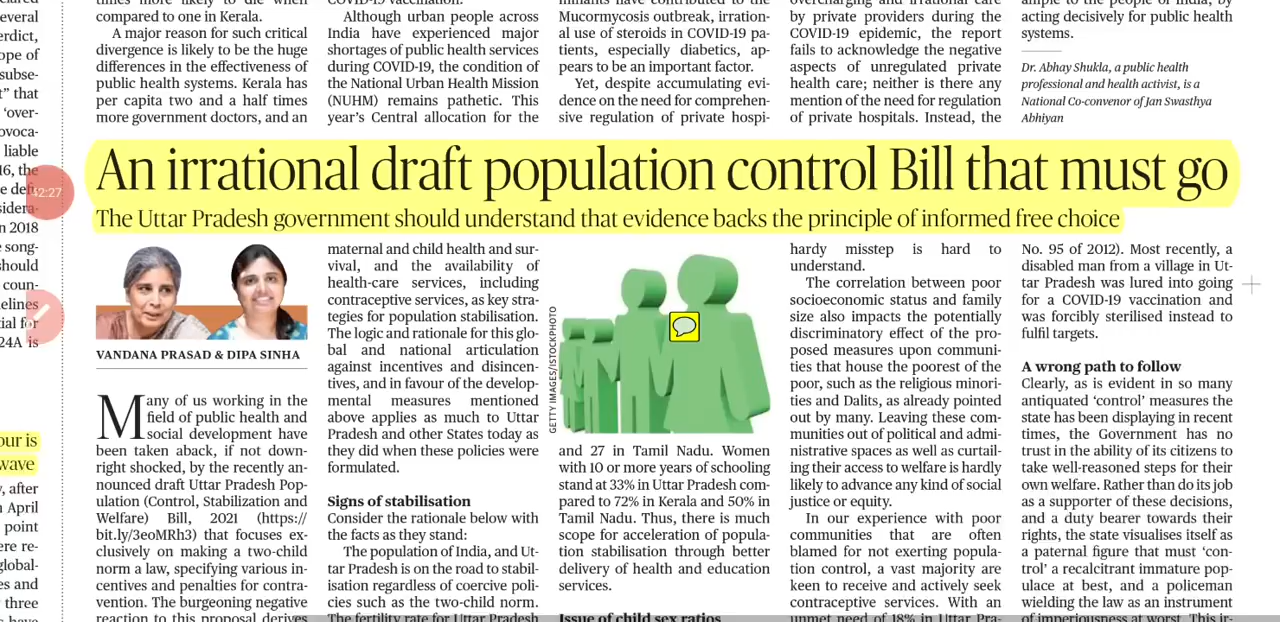 times more likely to die when
compared to one in Kerala.
A major reason for such critical
divergence is likely to be the huge
differences in the effectiveness of
public health systems. Kerala has
per capita two and a half times
more government doctors, and an
COVID-19 vaccination.
Although urban people across
India have experienced major
shortages of public health services
during COVID-19, the condition of
the National Urban Health Mission
(NUHM) remains pathetic. This
year's Central allocation for the
minants have contributed to the
Mucormycosis outbreak, irration-
al use of steroids in COVID-19 pa-
tients, especially diabetics, ap-
pears to be an important factor.
Yet, despite accumulating evi-
dence on the need for comprehen-
sive regulation of private hospi-
overcharging and irrational care
by private providers during the
COVID-19 epidemic, the report
fails to acknowledge the negative
aspects of unregulated private
health care; neither is there any
mention of the need for regulation
of private hospitals. Instead, the
ample to the people of India, by
acting decisively for public health
systems.
Dr. Abhay Shukla, a public health
professional and health activist, is a
National Co-convenor of Jan Swasthya
Abhiyan
An irrational draft population control Bill that must go
The Uttar Pradesh government should understand that evidence backs the principle of informed free choice
12:27
VANDANA PRASAD & DIPA SINHA
Many of us working in the
field of public health and
social development have
been taken aback, if not down-
right shocked, by the recently an-
nounced draft Uttar Pradesh Pop-
ulation (Control, Stabilization and
Welfare) Bill, 2021 (https://
bit.ly/3eoMRh3) that focuses ex-
clusively on making a two-child
norm a law, specifying various in-
centives and penalties for contra-
vention. The burgeoning negative
reaction to this proposal derives
maternal and child health and sur-
vival, and the availability of
health-care services, including
contraceptive services, as key stra-
tegies for population stabilisation.
The logic and rationale for this glo-
bal and national articulation
against incentives and disincen-
tives, and in favour of the develop-
mental measures mentioned
above applies as much to Uttar
Pradesh and other States today as
they did when these policies were
formulated.
Signs of stabilisation
Consider the rationale below with
the facts as they stand:
The population of India, and Ut-
tar Pradesh is on the road to stabil-
isation regardless of coercive poli-
cies such as the two-child norm.
The fertility rate for Uttar Pradesh
GETTY IMAGES/ISTOCKPHOTO
and 27 in Tamil Nadu. Women
with 10 or more years of schooling
stand at 33% in Uttar Pradesh com-
pared to 72% in Kerala and 50% in
Tamil Nadu. Thus, there is much
scope for acceleration of popula-
tion stabilisation through better
delivery of health and education
services.
Issue of child sex ratios
hardy misstep is hard to
understand.
The correlation between poor
socioeconomic status and family
size also impacts the potentially
discriminatory effect of the pro-
posed measures upon communi-
ties that house the poorest of the
poor, such as the religious minori-
ties and Dalits, as already pointed
out by many. Leaving these com-
munities out of political and admi-
nistrative spaces as well as curtail-
ing their access to welfare is hardly
likely to advance any kind of social
justice or equity.
In our experience with poor
communities that are often
blamed for not exerting popula-
tion control, a vast majority are
keen to receive and actively seek
contraceptive services. With an
unmet need of 18% in Uttar Pra-
No. 95 of 2012). Most recently, a
disabled man from a village in Ut-
tar Pradesh was lured into going
for a COVID-19 vaccination and
was forcibly sterilised instead to
fulfil targets.
A wrong path to follow
Clearly, as is evident in so many
antiquated 'control' measures the
state has been displaying in recent
times, the Government has no
trust in the ability of its citizens to
take well-reasoned steps for their
own welfare. Rather than do its job
as a supporter of these decisions,
and a duty bearer towards their
rights, the state visualises itself as
a paternal figure that must 'con-
trol' a recalcitrant immature pop-
ulace at best, and a policeman
wielding the law as an instrument
of imperiousness at worst. This ir-